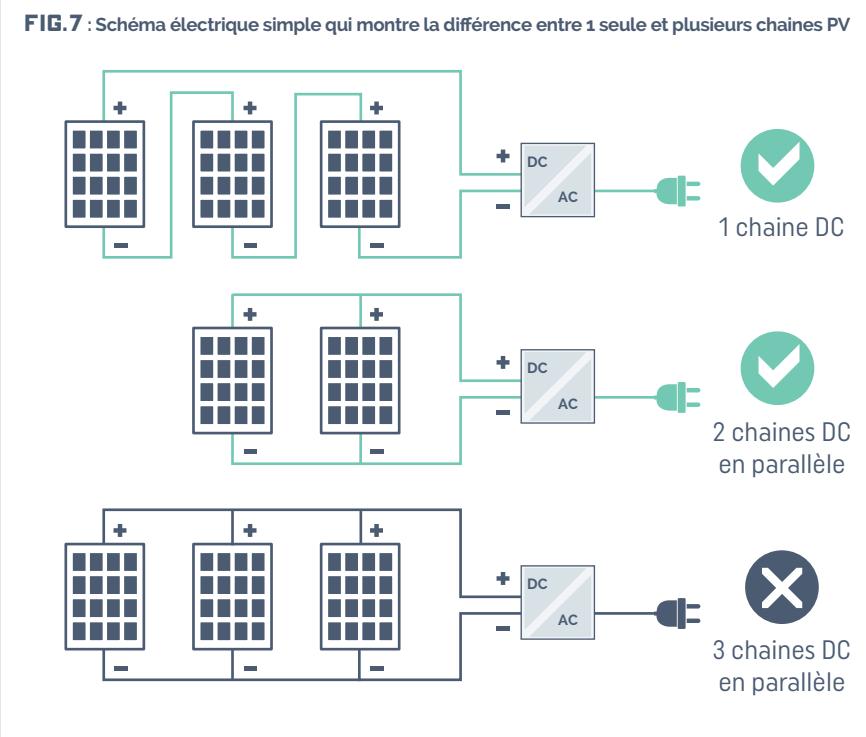 FIG.7 : Schéma électrique simple qui montre la différence entre 1 seule et plusieurs chaines PV
+ + +
+ DC
- AC
- - -
1 chaine DC
+ +
+ DC
- AC
- -
2 chaines DC
en parallèle
+ + +
+ DC
- AC
- - -
3 chaines DC
en parallèle